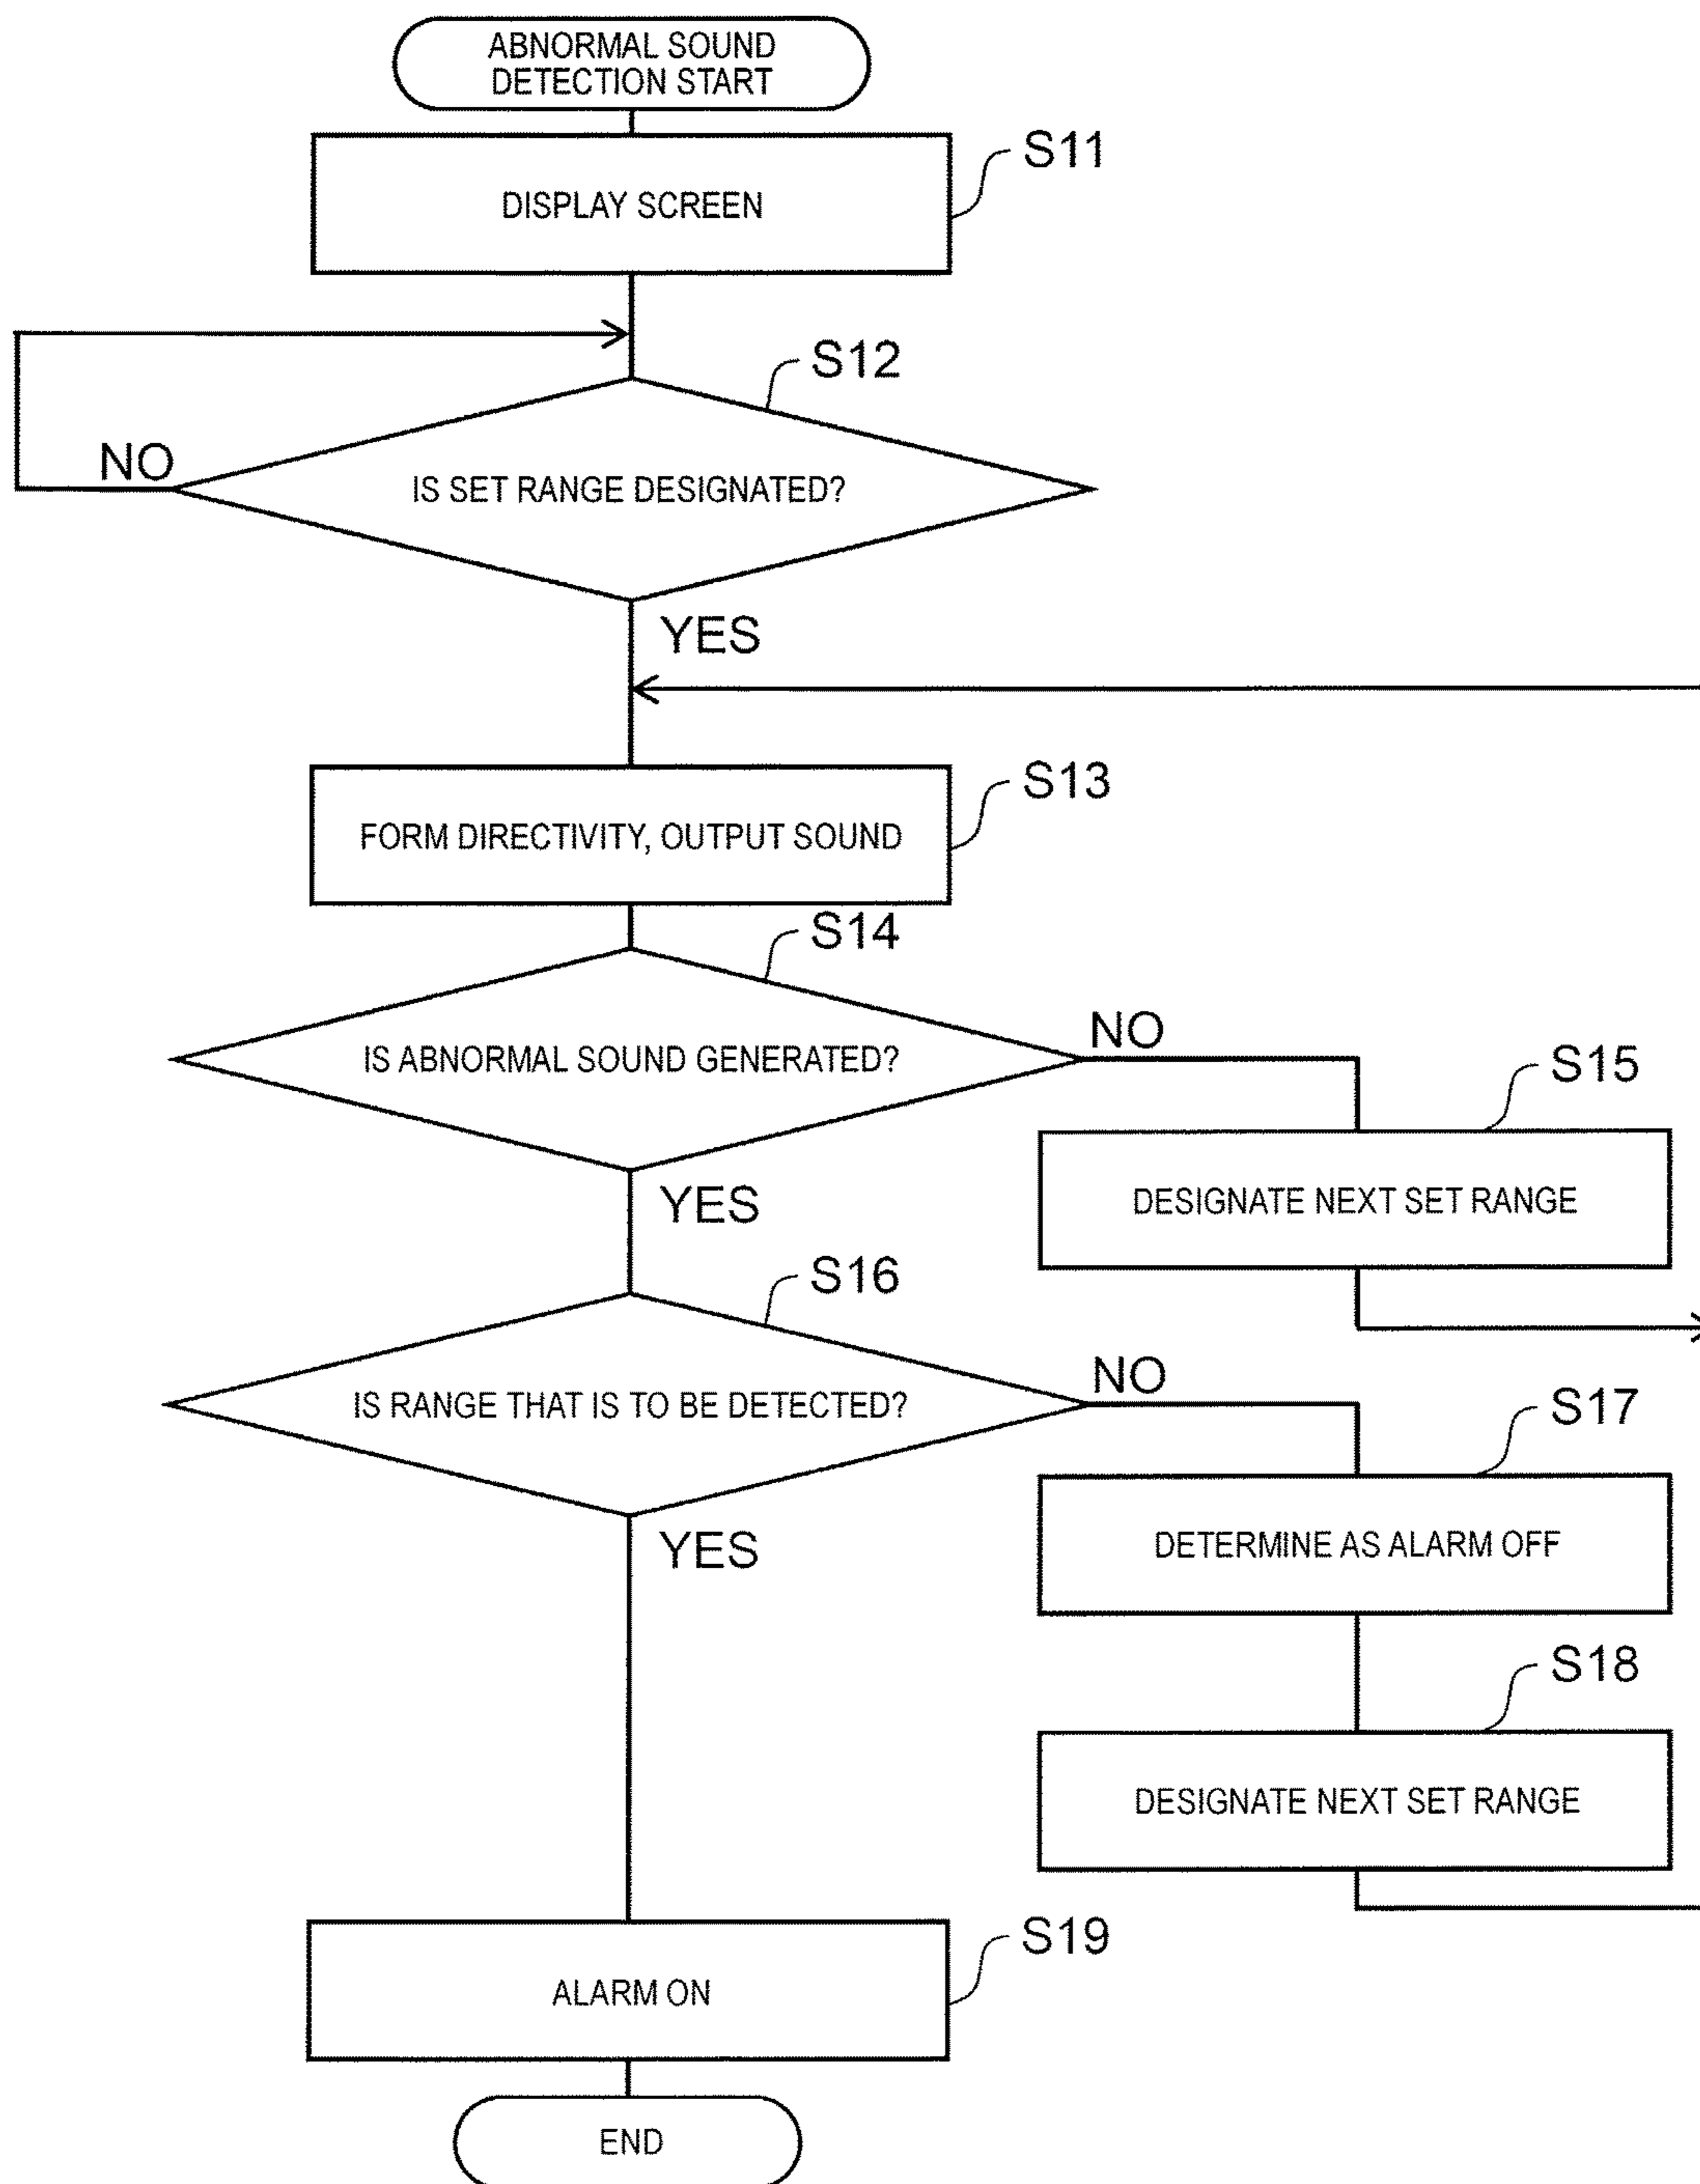 ABNORMAL SOUND
DETECTION START
S11
DISPLAY SCREEN
S12
NO
IS SET RANGE DESIGNATED?
YES
S13
FORM DIRECTIVITY, OUTPUT SOUND
S14
NO
IS ABNORMAL SOUND GENERATED?
S15
YES
DESIGNATE NEXT SET RANGE
S16
NO
IS RANGE THAT IS TO BE DETECTED?
S17
YES
DETERMINE AS ALARM OFF
S18
DESIGNATE NEXT SET RANGE
S19
ALARM ON
END